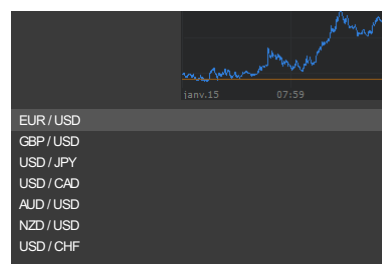 janv.15 07:59
EUR / USD
GBP / USD
USD / JPY
USD / CAD
AUD / USD
NZD / USD
USD / CHF